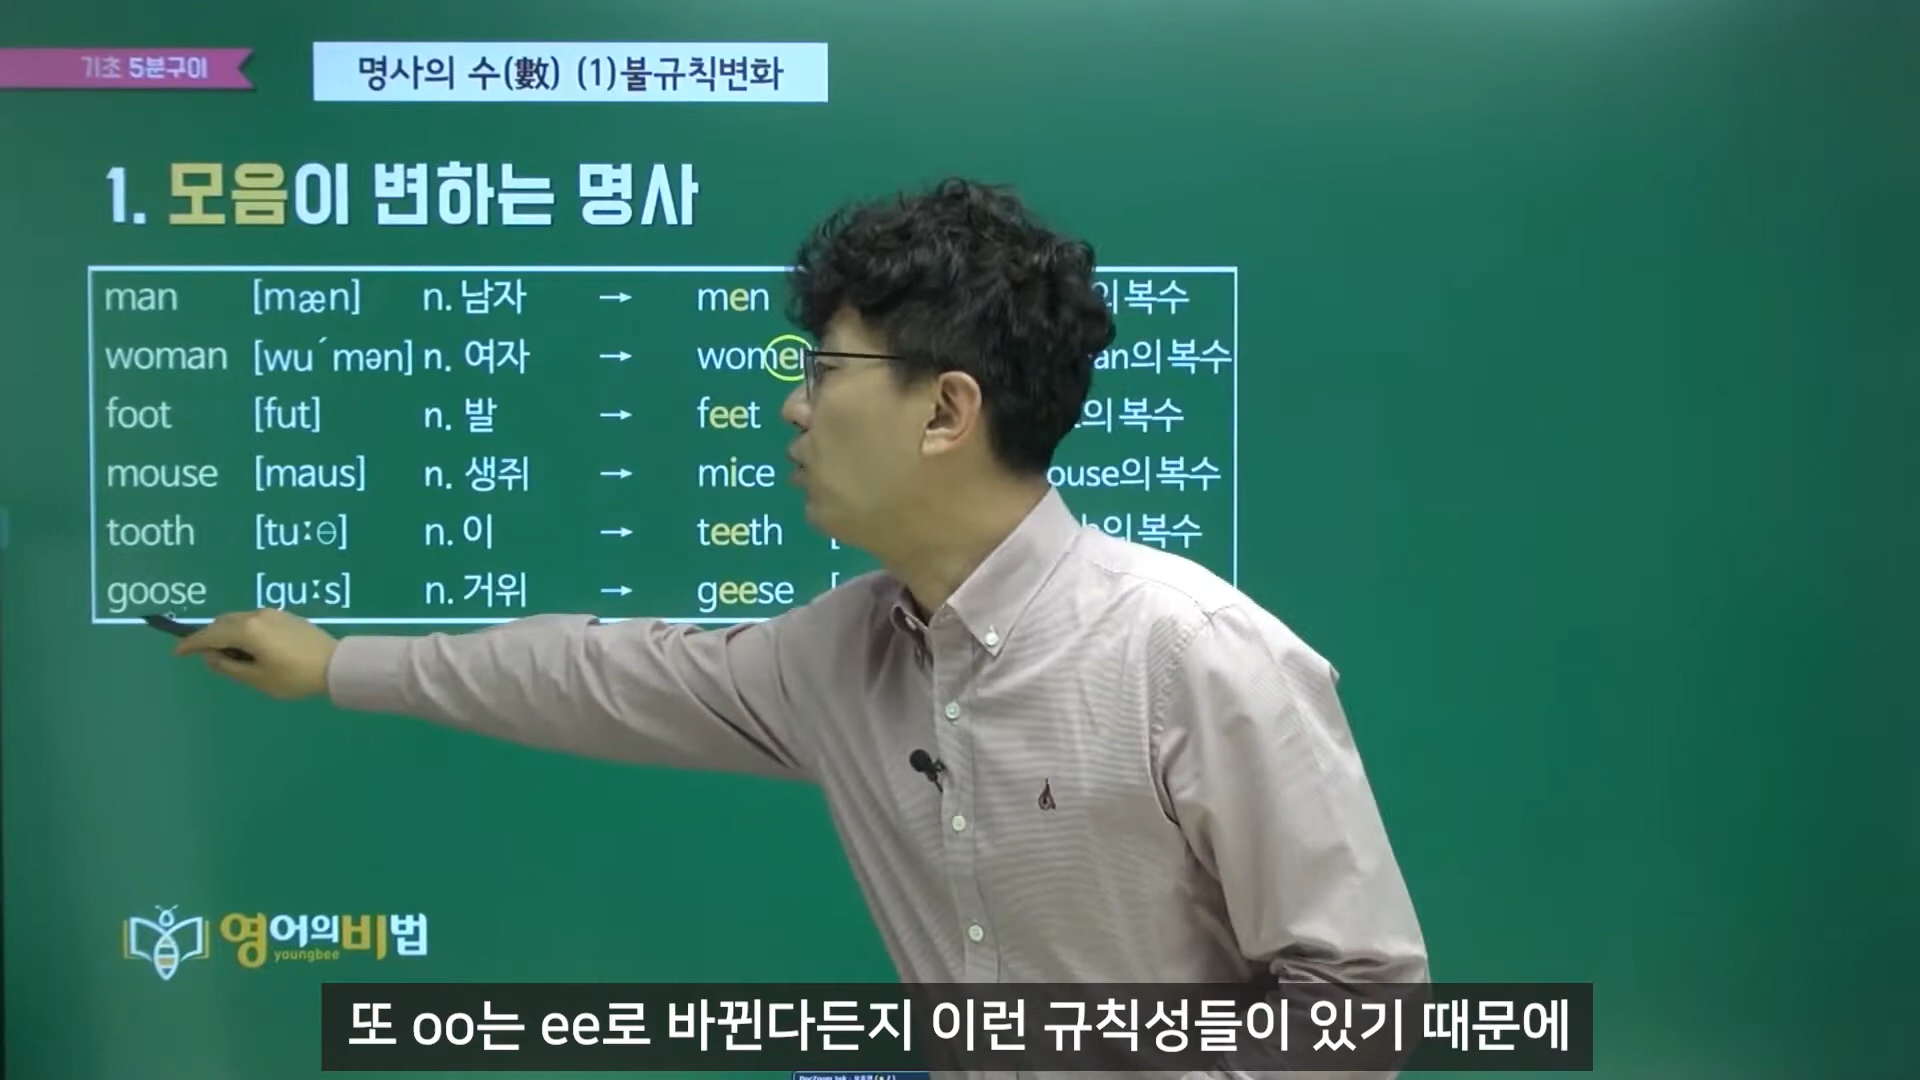 기초 5분구이
명사의 수(數) (1)불규칙변화
1. 모음이 변하는 명사
man [mæn] n. 남자 → men 의 복수
woman [wu´mən] n. 여자 → women an의 복수
foot [fut] n. 발 → feet 의 복수
mouse [maus] n. 생쥐 → mice ouse의 복수
tooth [tu:θ] n. 이 → teeth [ 의 복수
goose [gu:s] n. 거위 → geese [
영어의비법
youngbee
또 oo는 ee로 바뀐다든지 이런 규칙성들이 있기 때문에